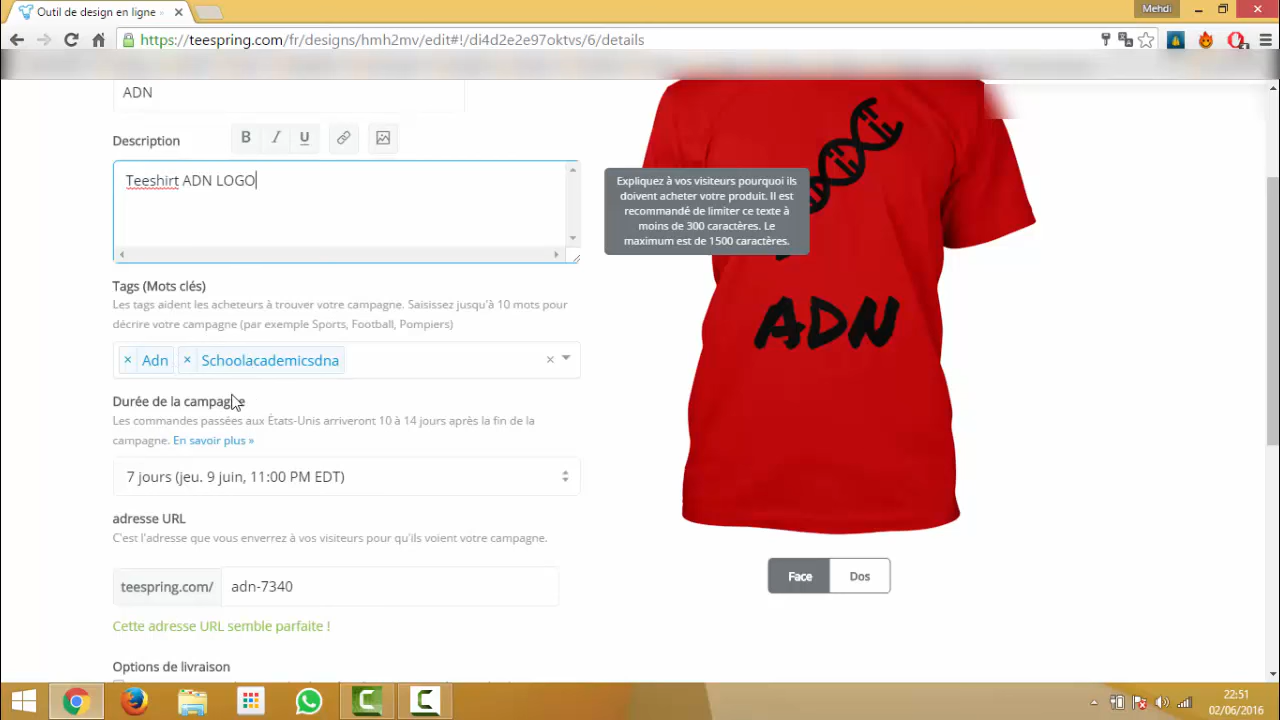 Outil de design en ligne
Mehdi
https://teespring.com/fr/designs/hmh2mv/edit#!/di4d2e2e97oktvs/6/details
ADN
Description
B I U
Teeshirt ADN LOGO
Expliquez à vos visiteurs pourquoi ils
doivent acheter votre produit. Il est
recommandé de limiter ce texte à
moins de 300 caractères. Le
maximum est de 1500 caractères.
ADN
Tags (Mots clés)
Les tags aident les acheteurs à trouver votre campagne. Saisissez jusqu'à 10 mots pour
décrire votre campagne (par exemple Sports, Football, Pompiers)
× Adn × Schoolacademicsdna ×
Durée de la campagne
Les commandes passées aux États-Unis arriveront 10 à 14 jours après la fin de la
campagne. En savoir plus »
7 jours (jeu. 9 juin, 11:00 PM EDT)
adresse URL
C'est l'adresse que vous enverrez à vos visiteurs pour qu'ils voient votre campagne.
teespring.com/ adn-7340
Face Dos
Cette adresse URL semble parfaite !
Options de livraison
22:51
02/06/2016